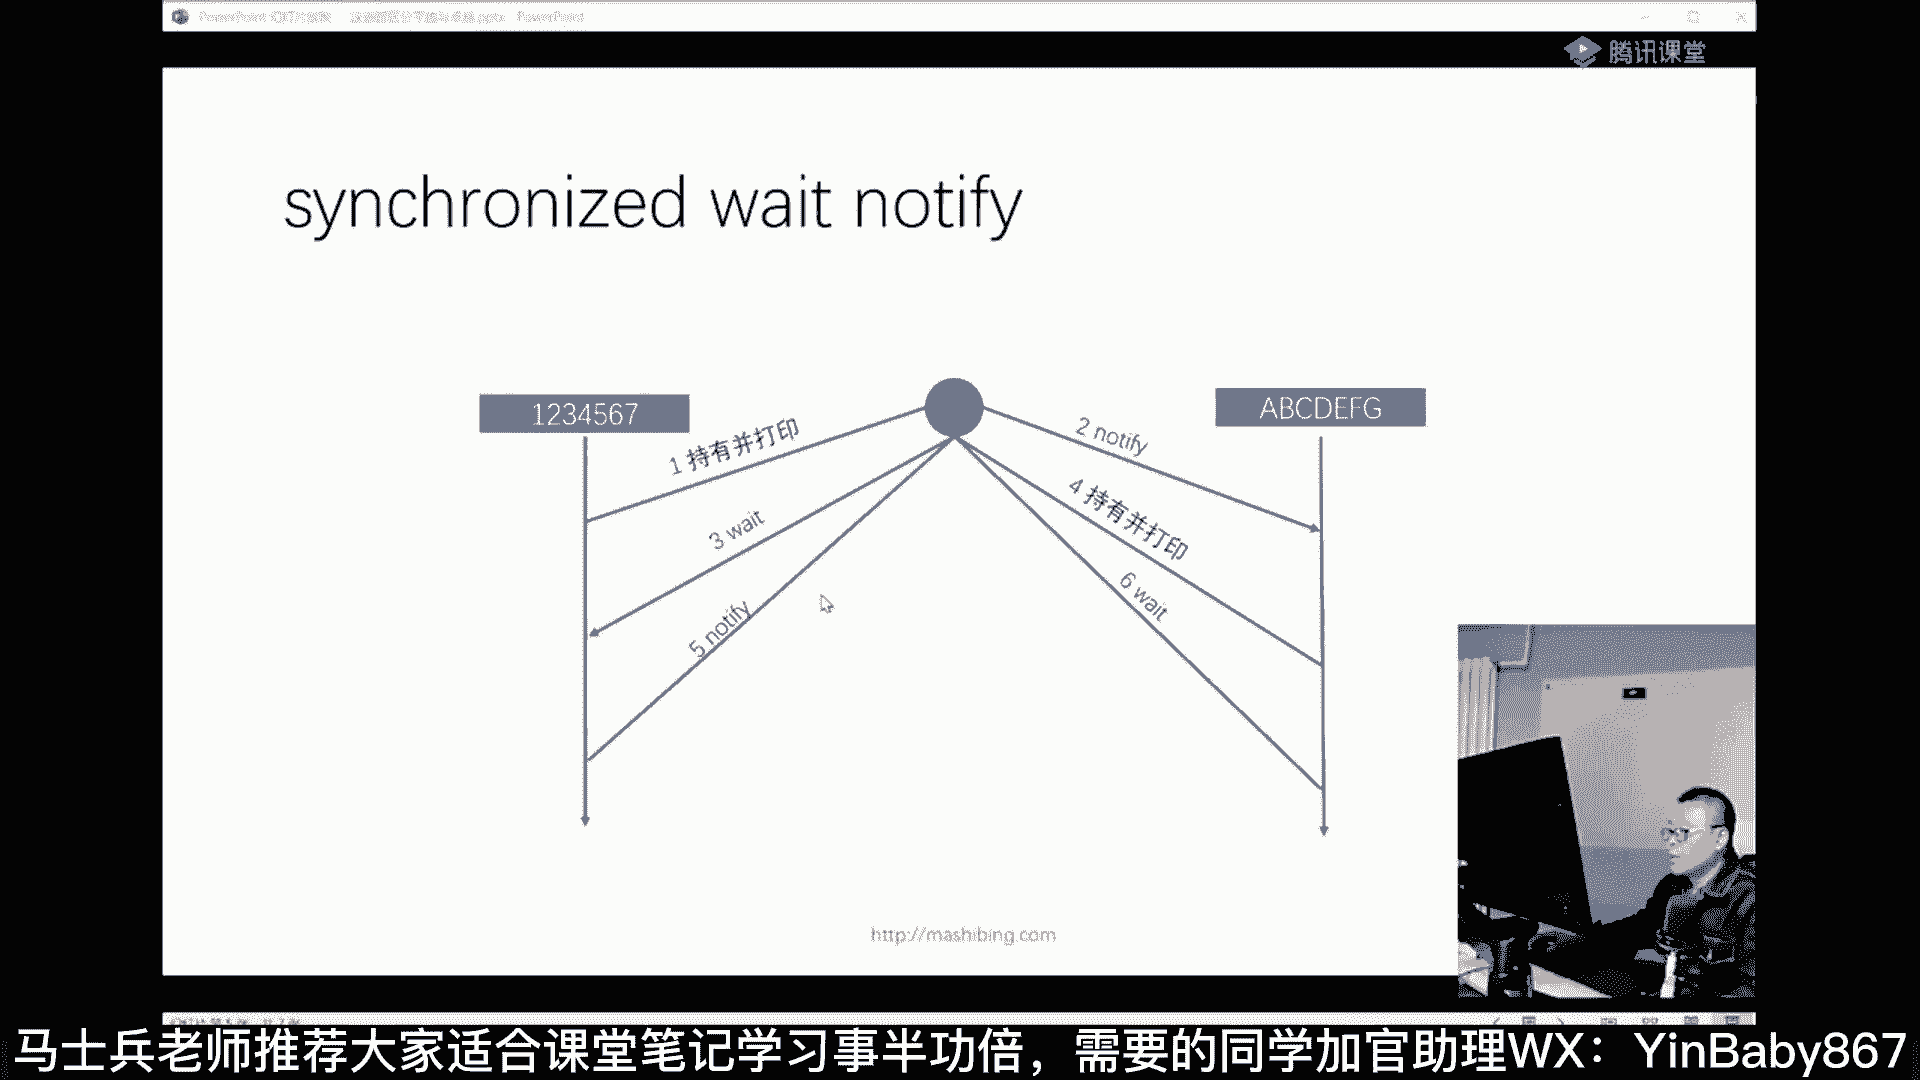 腾讯课堂
synchronized wait notify
1234567
ABCDEFG
1 持有并打印
2 notify
3 wait
4 持有并打印
5 notify
6 wait
http://mashibing.com
马士兵老师推荐大家适合课堂笔记学习事半功倍，需要的同学加官助理WX：YinBaby867